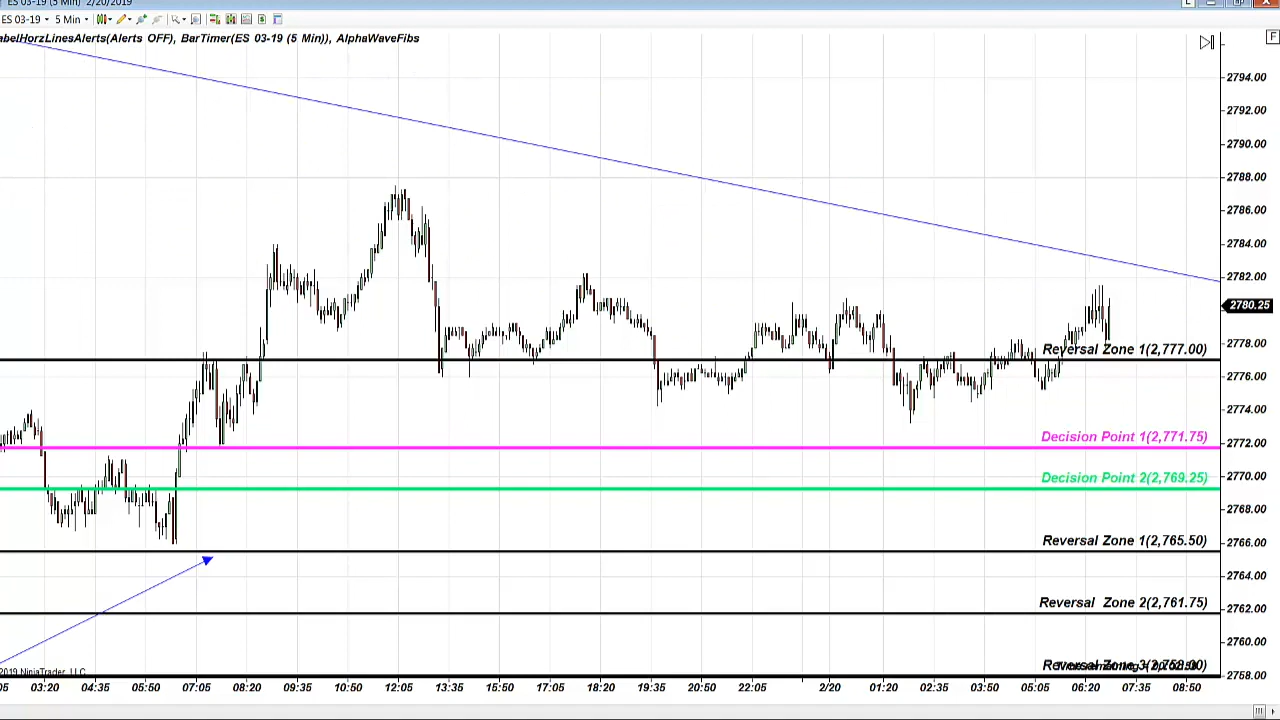 ES 03-19 (5 Min) 2/20/2019
ES 03-19 5 Min
abelHorzLinesAlerts(Alerts OFF), BarTimer(ES 03-19 (5 Min)), AlphaWaveFibs
F
2794.00
2792.00
2790.00
2788.00
2786.00
2784.00
2782.00
2780.25
2778.00
Reversal Zone 1(2,777.00)
2776.00
2774.00
Decision Point 1(2,771.75)
2772.00
Decision Point 2(2,769.25)
2770.00
2768.00
Reversal Zone 1(2,765.50)
2766.00
2764.00
Reversal Zone 2(2,761.75)
2762.00
2760.00
2019 NinjaTrader, LLC
2758.00
05 03:20 04:35 05:50 07:05 08:20 09:35 10:50 12:05 13:35 15:50 17:05 18:20 19:35 20:50 22:05 2/20 01:20 02:35 03:50 05:05 06:20 07:35 08:50